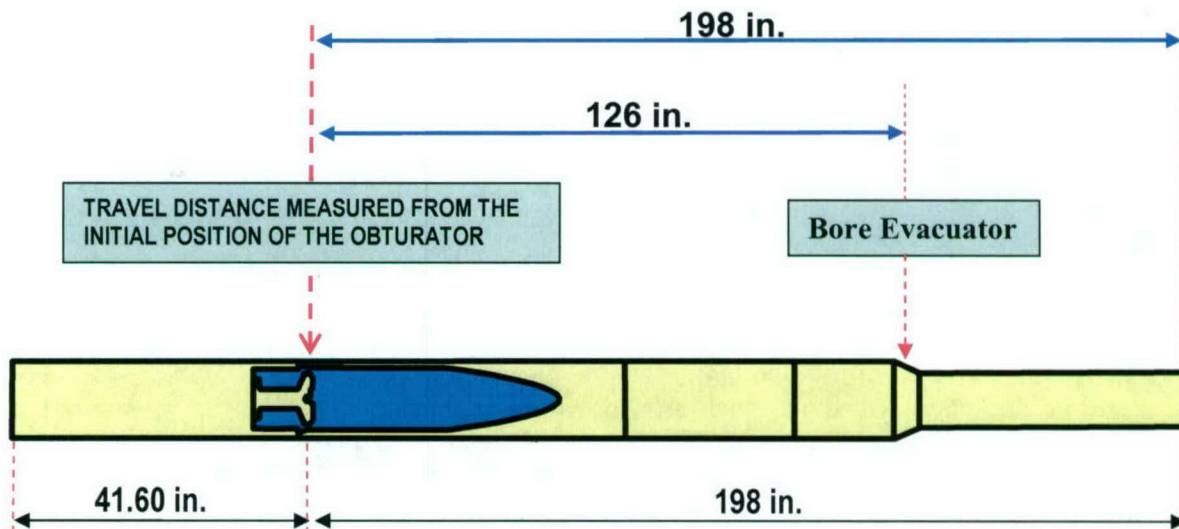 198 in.
126 in.
TRAVEL DISTANCE MEASURED FROM THE
INITIAL POSITION OF THE OBTURATOR
Bore Evacuator
41.60 in.
198 in.